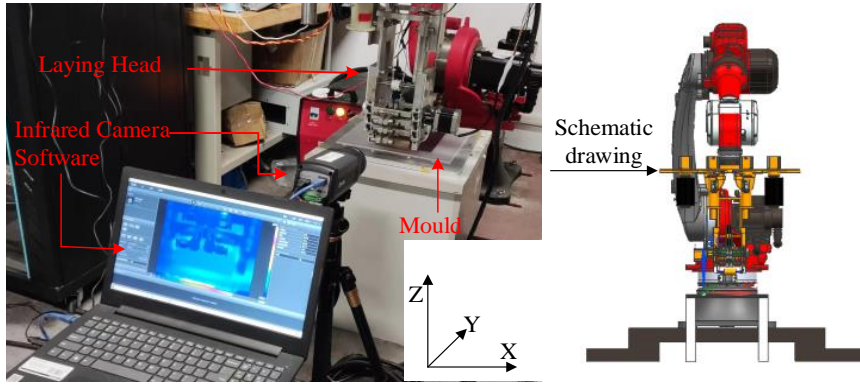 Laying Head
Infrared Camera
Software
Mould
Z
Y
X
Schematic
drawing